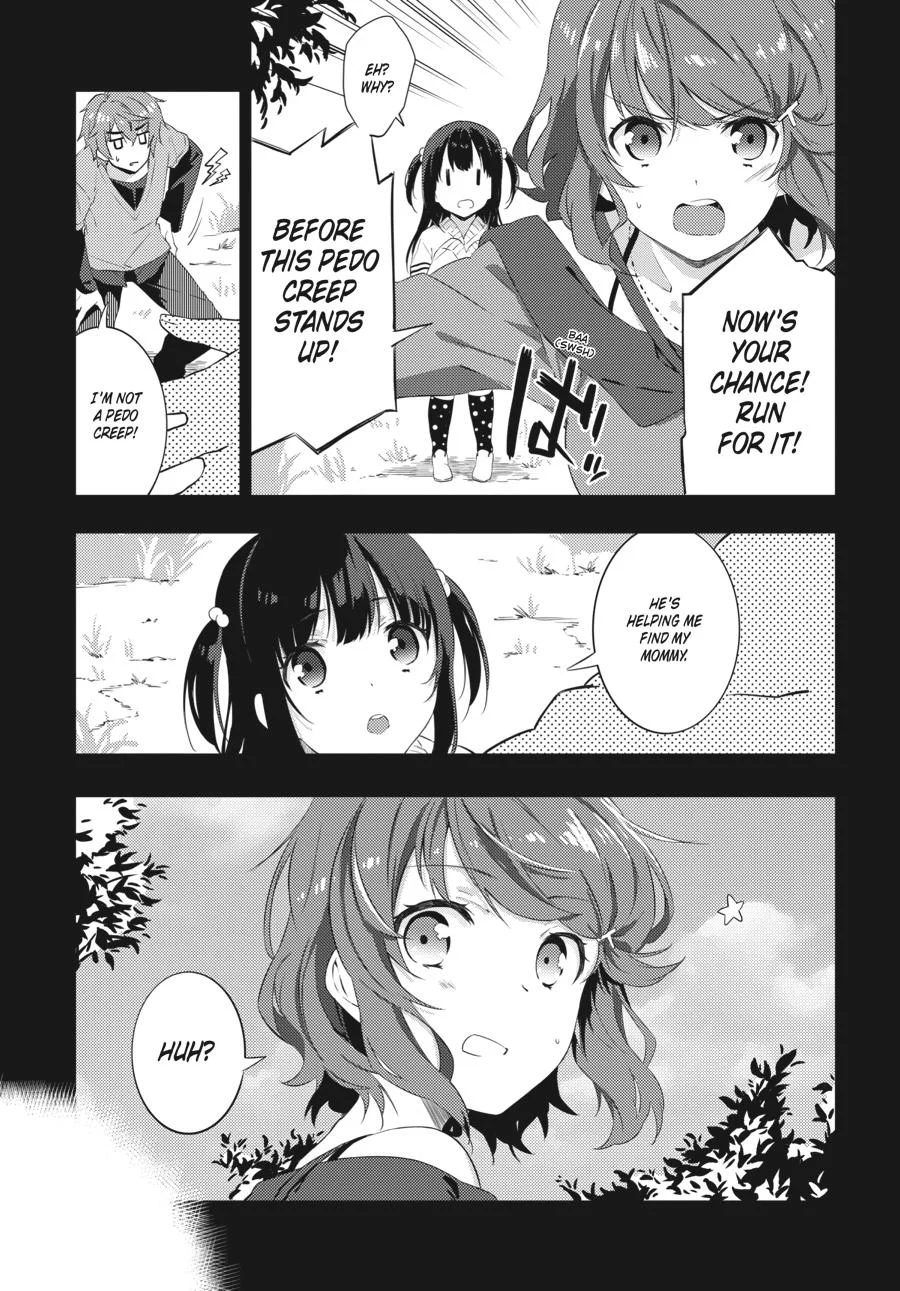 NOW'S
YOUR
CHANCE!
RUN
FOR IT!
EH?
WHY?
BEFORE
THIS PEDO
CREEP
STANDS
UP!
BAA
(SWSH)
ばっ
I'M NOT
A PEDO
CREEP!
HE'S
HELPING ME
FIND MY
MOMMY.
HUH?